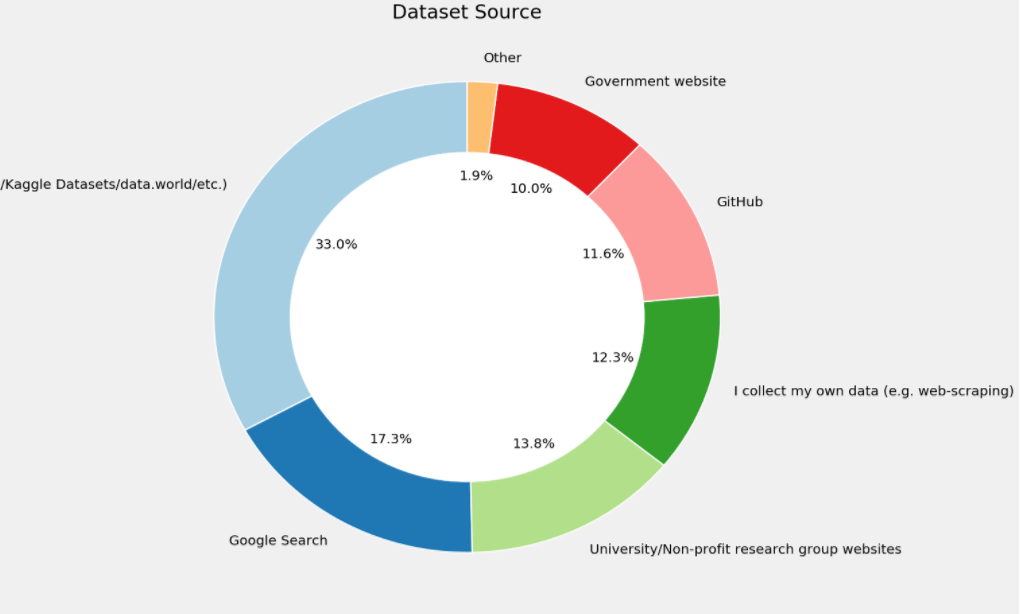 Dataset Source
Other
Government website
/Kaggle Datasets/data.world/etc.)
GitHub
1.9%
10.0%
33.0%
11.6%
12.3%
I collect my own data (e.g. web-scraping)
17.3%
13.8%
Google Search
University/Non-profit research group websites